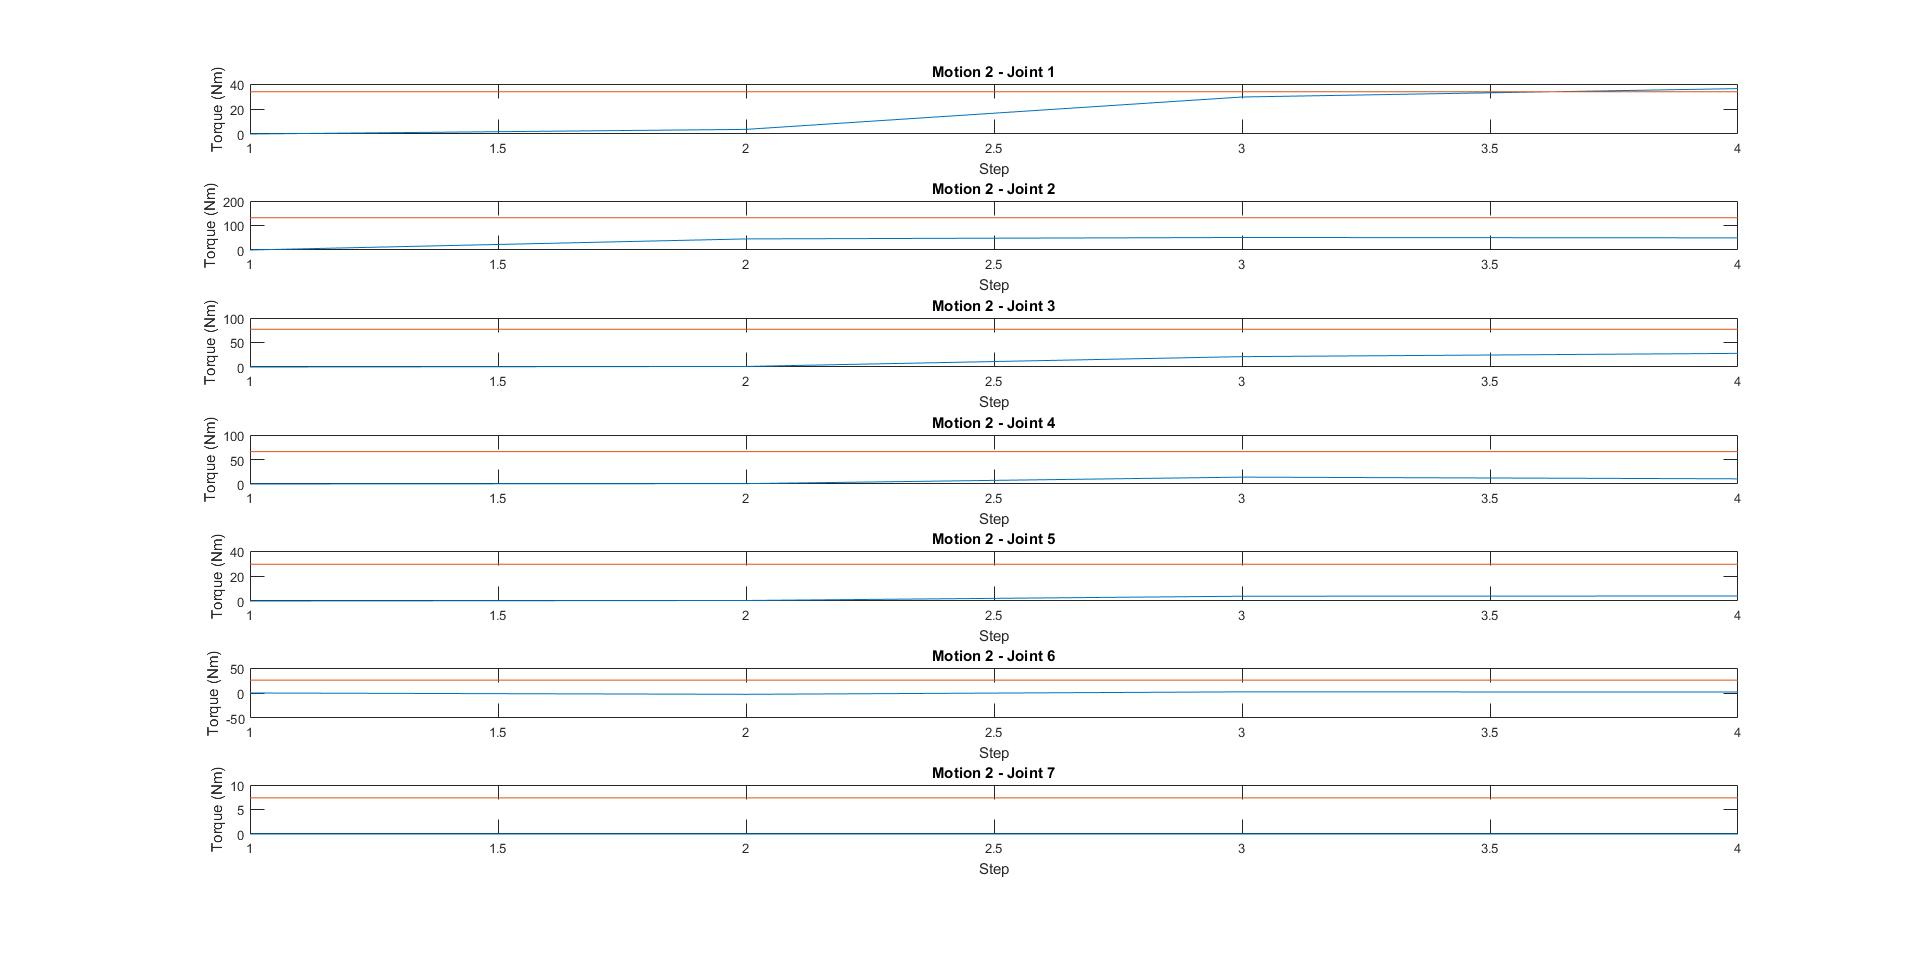 Motion 2 - Joint 1
Torque (Nm)
40
20
0
1 1.5 2 2.5 3 3.5 4
Step
Motion 2 - Joint 2
Torque (Nm)
200
100
0
1 1.5 2 2.5 3 3.5 4
Step
Motion 2 - Joint 3
Torque (Nm)
100
50
0
1 1.5 2 2.5 3 3.5 4
Step
Motion 2 - Joint 4
Torque (Nm)
100
50
0
1 1.5 2 2.5 3 3.5 4
Step
Motion 2 - Joint 5
Torque (Nm)
40
20
0
1 1.5 2 2.5 3 3.5 4
Step
Motion 2 - Joint 6
Torque (Nm)
50
0
-50
1 1.5 2 2.5 3 3.5 4
Step
Motion 2 - Joint 7
Torque (Nm)
10
5
0
1 1.5 2 2.5 3 3.5 4
Step